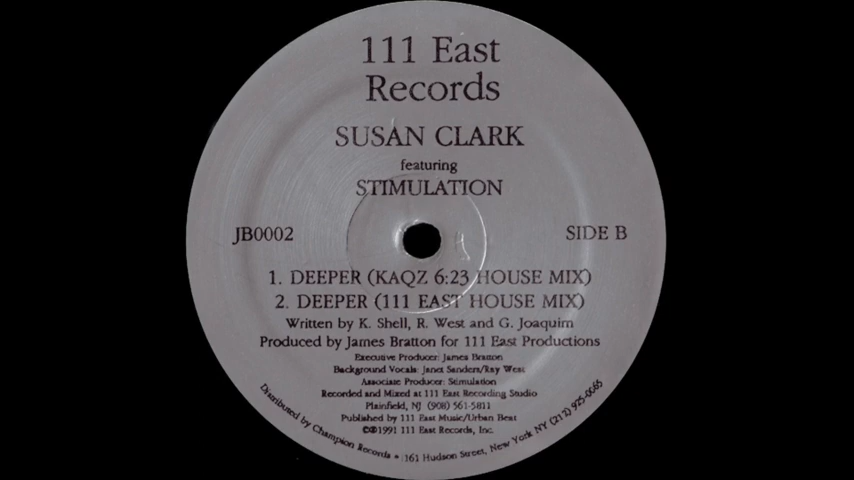 111 East
Records
SUSAN CLARK
featuring
STIMULATION
JB0002
SIDE B
1. DEEPER (KAQZ 6:23 HOUSE MIX)
2. DEEPER (111 EAST HOUSE MIX)
Written by K. Shell, R. West and G. Joaquim
Produced by James Bratton for 111 East Productions
Executive Producer: James Bratton
Background Vocals: Janet Sanders/Ray West
Associate Producer: Stimulation
Recorded and Mixed at 111 East Recording Studio
Plainfield, NJ (908) 561-5811
Published by 111 East Music/Urban Beat
©℗1991 111 East Records, Inc.
Distributed by Champion Records • 161 Hudson Street, New York NY (212) 925-0065